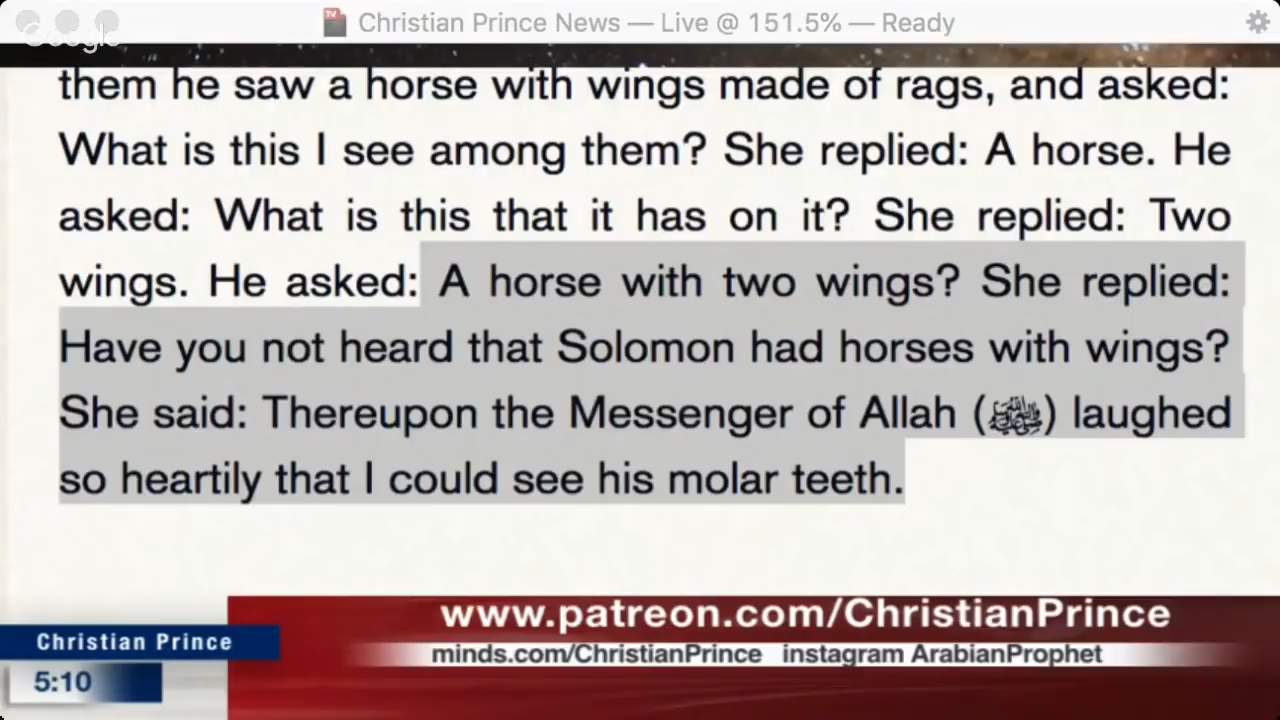 Christian Prince News — Live @ 151.5% — Ready
Google
them he saw a horse with wings made of rags, and asked:
What is this I see among them? She replied: A horse. He
asked: What is this that it has on it? She replied: Two
wings. He asked: A horse with two wings? She replied:
Have you not heard that Solomon had horses with wings?
She said: Thereupon the Messenger of Allah (ﷺ) laughed
so heartily that I could see his molar teeth.
www.patreon.com/ChristianPrince
Christian Prince
minds.com/ChristianPrince instagram ArabianProphet
5:10